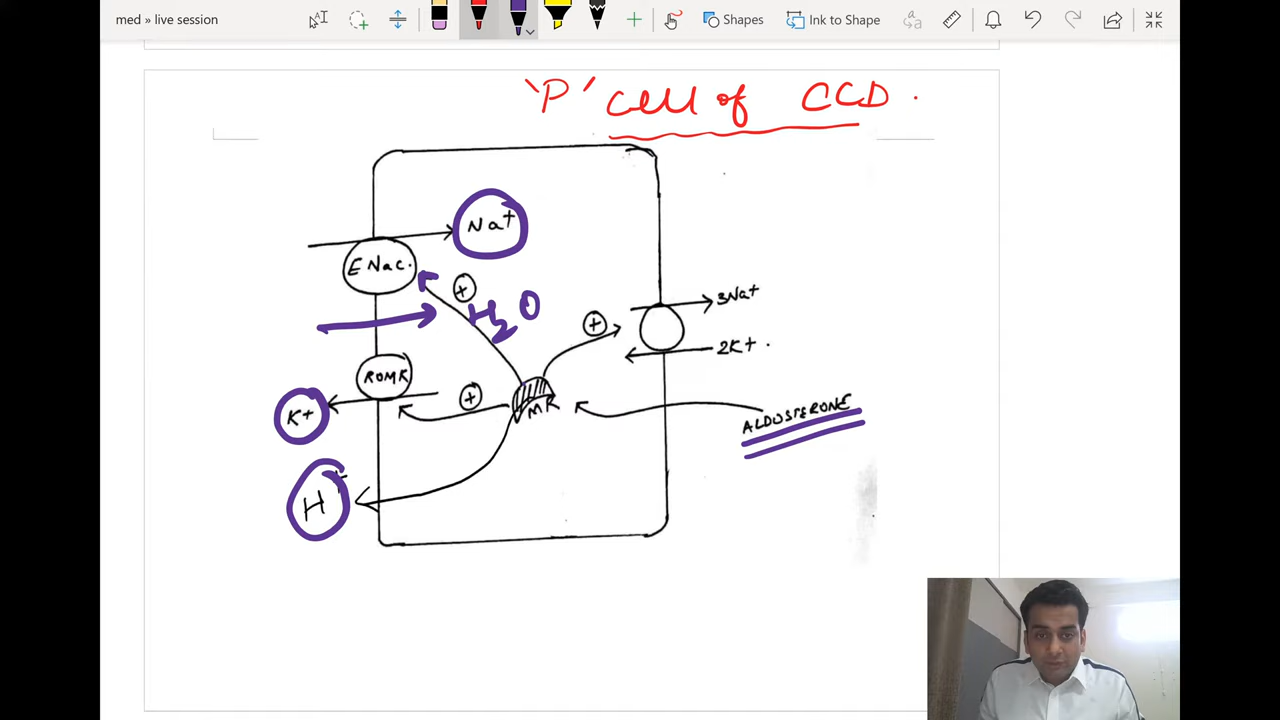 med » live session
Shapes
Ink to Shape
'P' cell of CCD.
Na+
ENac.
+
H2O
+
3Na+
2K+.
ROMK
K+
+
MR
ALDOSTERONE
H+